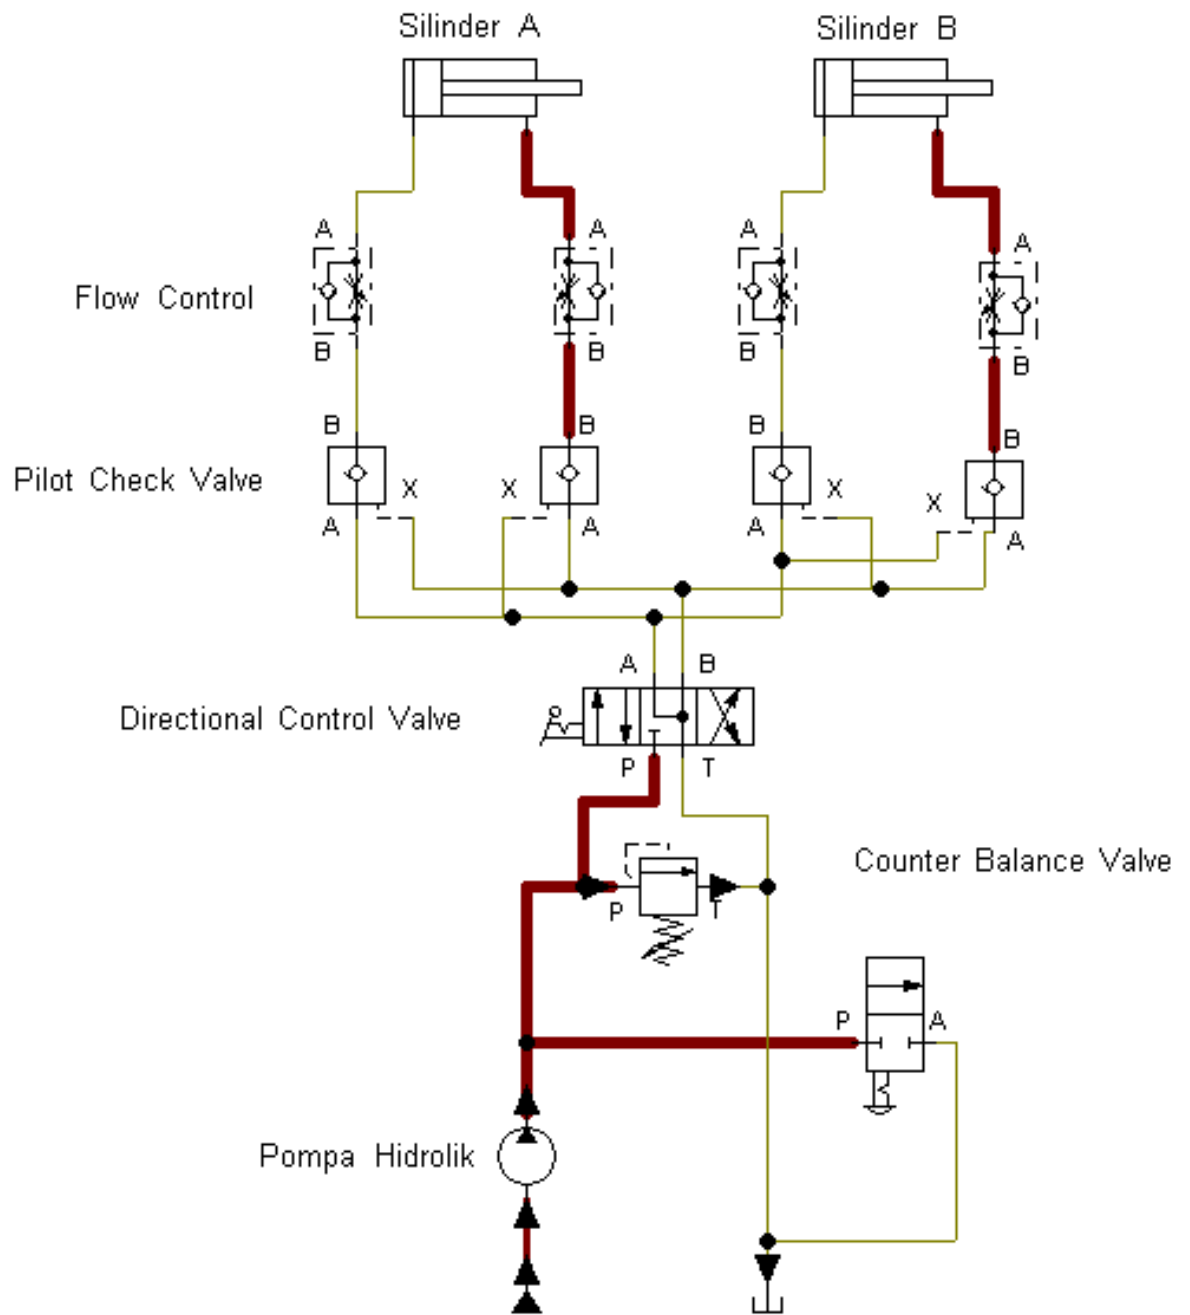 Silinder A
Silinder B
A
A
A
A
Flow Control
B
B
B
B
B
B
B
B
Pilot Check Valve
X
X
X
X
A
A
A
A
A
B
Directional Control Valve
P
T
Counter Balance Valve
P
T
P
A
Pompa Hidrolik